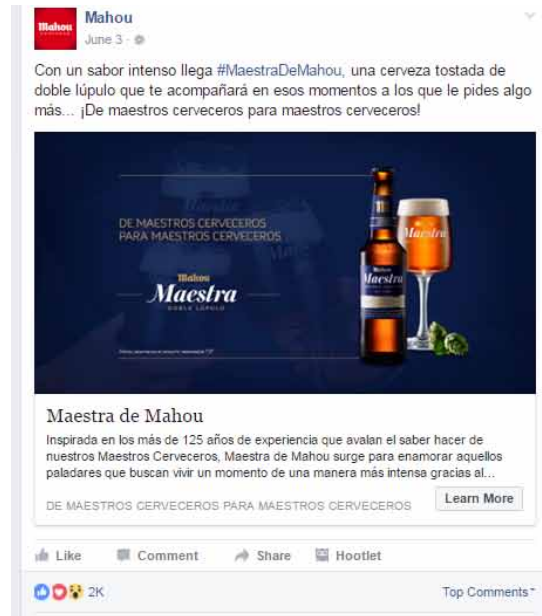 Mahou
Mahou
June 3
Con un sabor intenso llega #MaestraDeMahou, una cerveza tostada de
doble lúpulo que te acompañará en esos momentos a los que le pides algo
más... ¡De maestros cerveceros para maestros cerveceros!
DE MAESTROS CERVECEROS
PARA MAESTROS CERVECEROS
Mahou
Maestra
DOBLE LÚPULO
Maestra
Mahou
Maestra
Maestra de Mahou
Inspirada en los más de 125 años de experiencia que avalan el saber hacer de
nuestros Maestros Cerveceros, Maestra de Mahou surge para enamorar aquellos
paladares que buscan vivir un momento de una manera más intensa gracias al...
DE MAESTROS CERVECEROS PARA MAESTROS CERVECEROS
Learn More
Like Comment Share Hootlet
2K
Top Comments